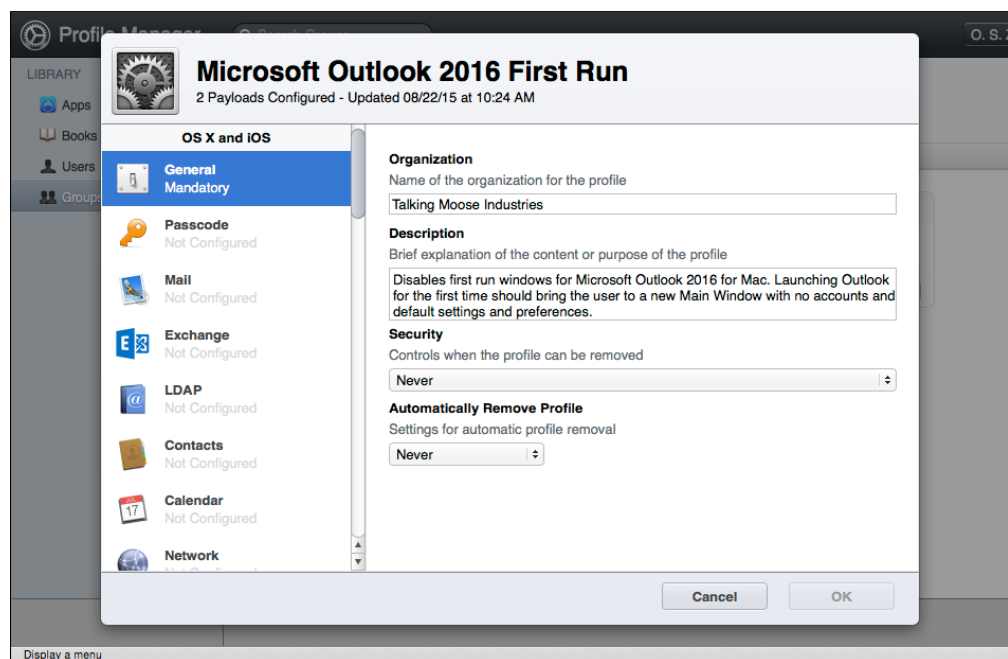 Profile Manager
Search Groups
O. S.
LIBRARY
Apps
Books
Users
Groups
Microsoft Outlook 2016 First Run
2 Payloads Configured - Updated 08/22/15 at 10:24 AM
OS X and iOS
General
Mandatory
Passcode
Not Configured
Mail
Not Configured
Exchange
Not Configured
LDAP
Not Configured
Contacts
Not Configured
Calendar
Not Configured
Network
Organization
Name of the organization for the profile
Talking Moose Industries
Description
Brief explanation of the content or purpose of the profile
Disables first run windows for Microsoft Outlook 2016 for Mac. Launching Outlook
for the first time should bring the user to a new Main Window with no accounts and
default settings and preferences.
Security
Controls when the profile can be removed
Never
Automatically Remove Profile
Settings for automatic profile removal
Never
Cancel
OK
Display a menu